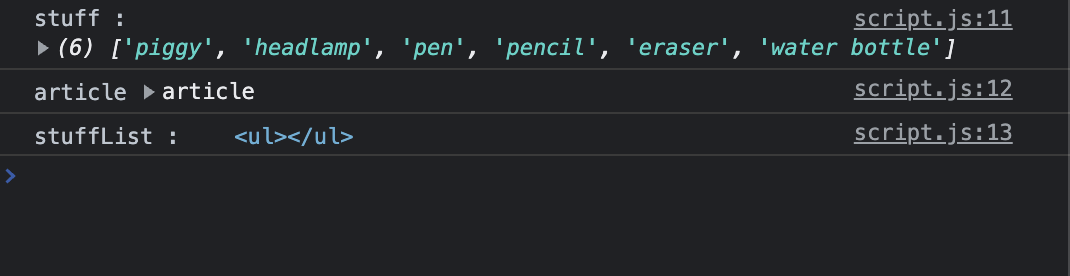 stuff : script.js:11
(6) ['piggy', 'headlamp', 'pen', 'pencil', 'eraser', 'water bottle']
article article script.js:12
stuffList : <ul></ul> script.js:13